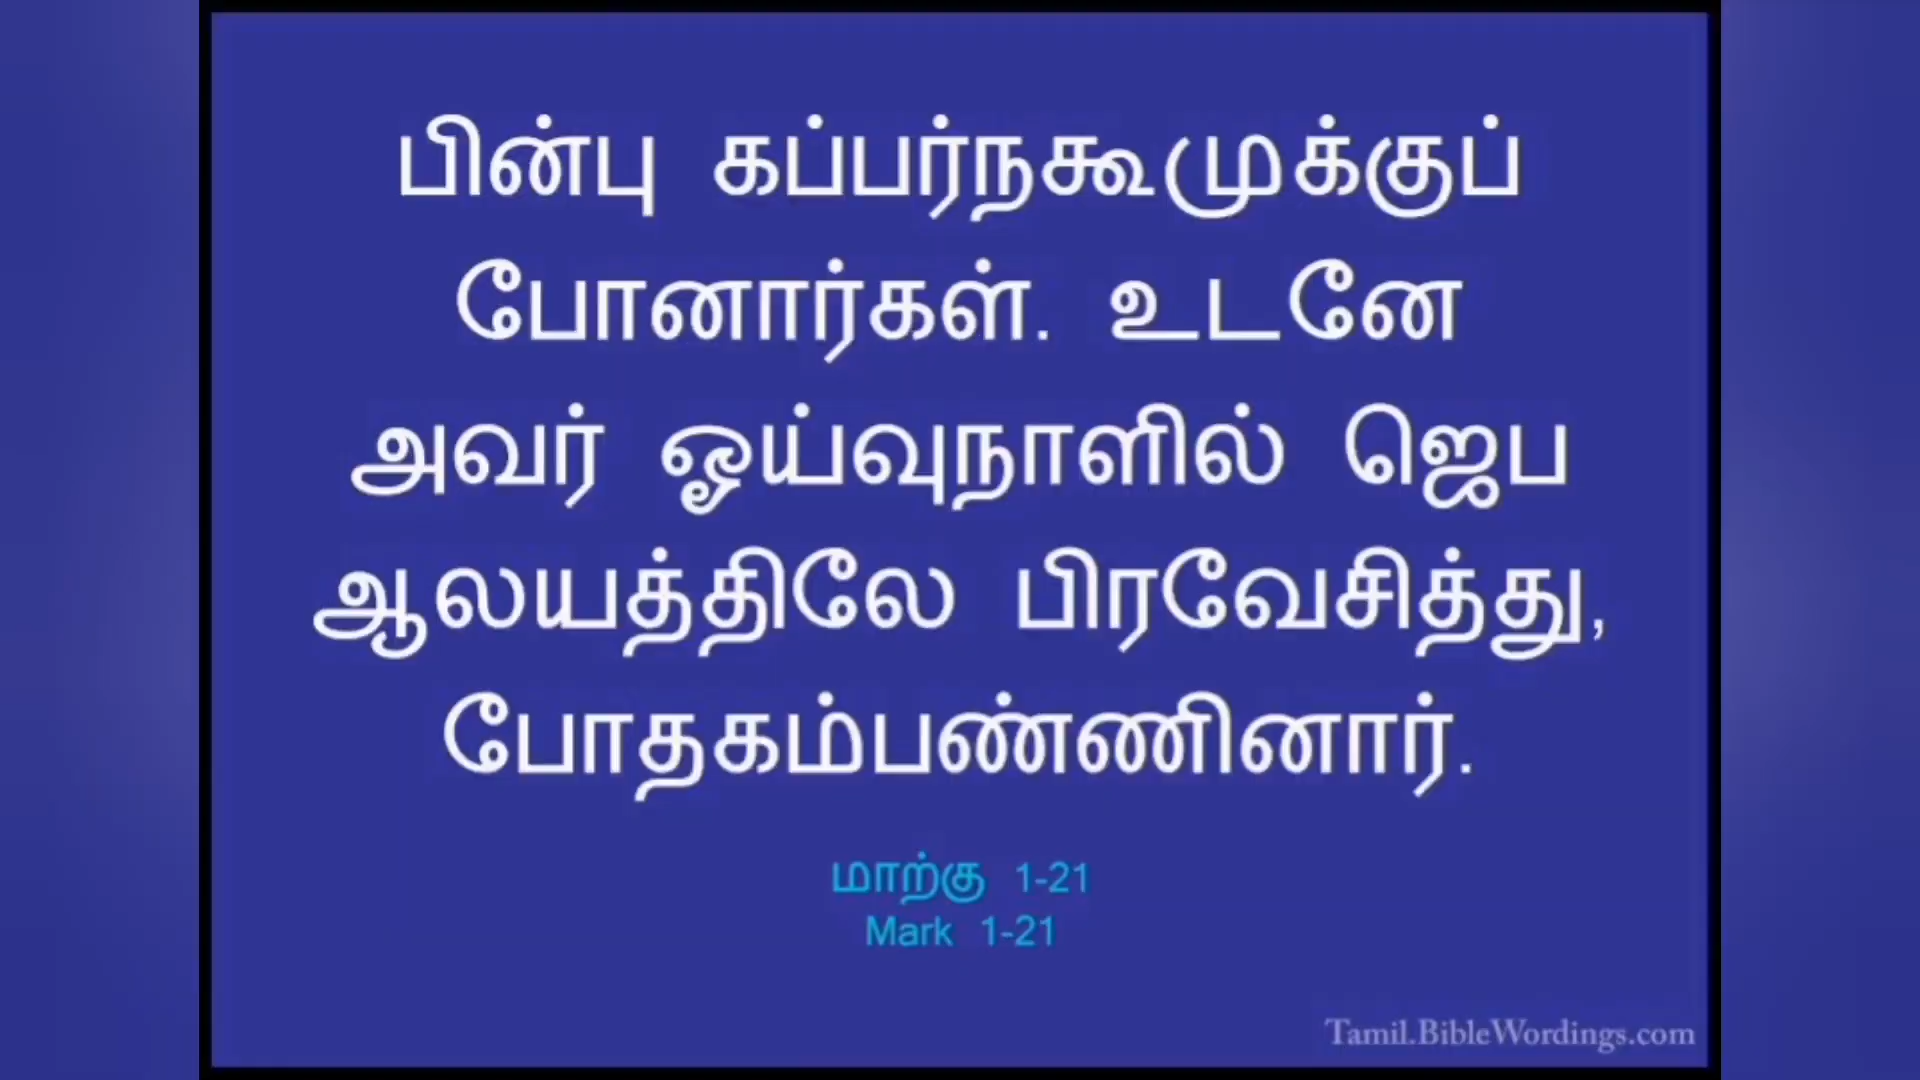 பின்பு கப்பர்நகூமுக்குப்
போனார்கள். உடனே
அவர் ஓய்வுநாளில் ஜெப
ஆலயத்திலே பிரவேசித்து,
போதகம்பண்ணினார்.
மாற்கு 1-21
Mark 1-21
Tamil.BibleWordings.com